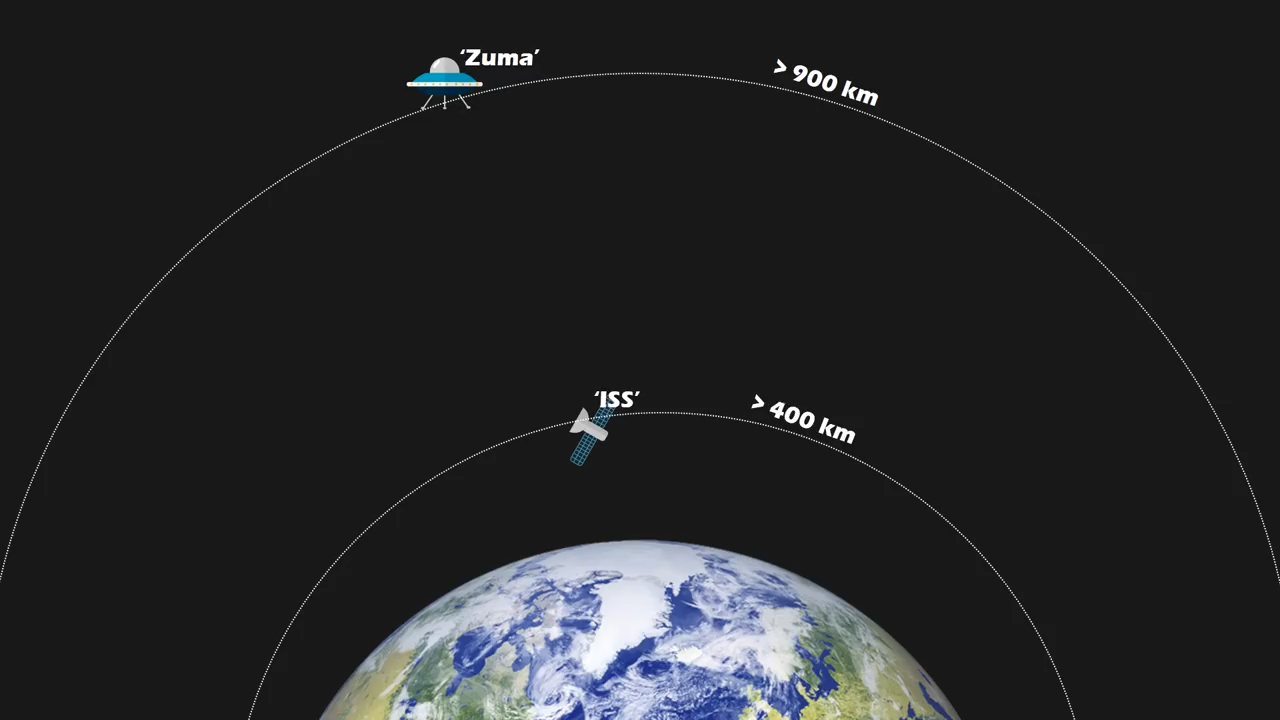 ‘Zuma’
> 900 km
‘ISS’
> 400 km